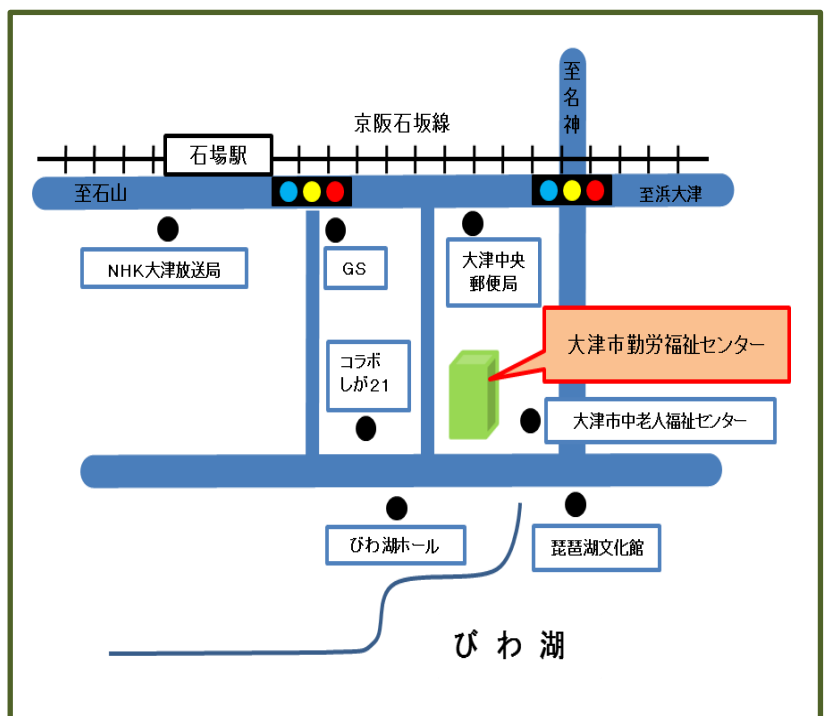 至名神
京阪石坂線
石場駅
至石山
至浜大津
NHK大津放送局
GS
大津中央
郵便局
大津市勤労福祉センター
コラボ
しが21
大津市中老人福祉センター
びわ湖ホール
琵琶湖文化館
びわ湖